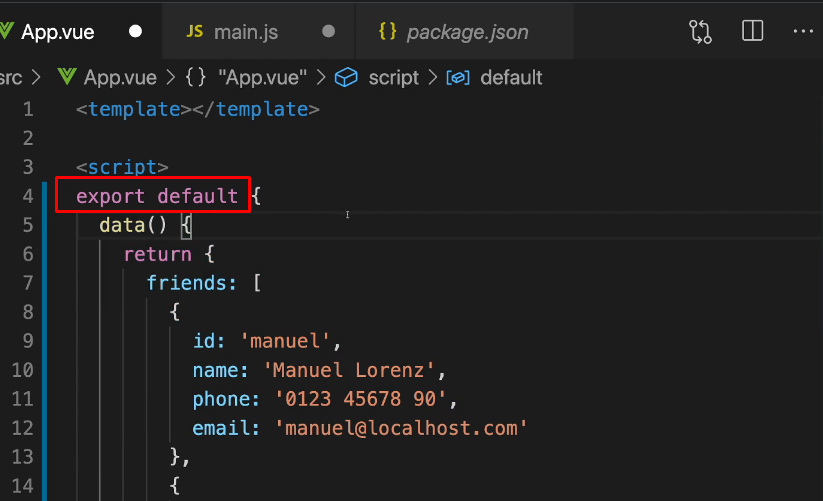 App.vue
JS main.js
{} package.json
src > App.vue > {} "App.vue" > script > default
1 <template></template>
2
3 <script>
4 export default {
5 data() {
6 return {
7 friends: [
8 {
9 id: 'manuel',
10 name: 'Manuel Lorenz',
11 phone: '0123 45678 90',
12 email: 'manuel@localhost.com'
13 },
14 {